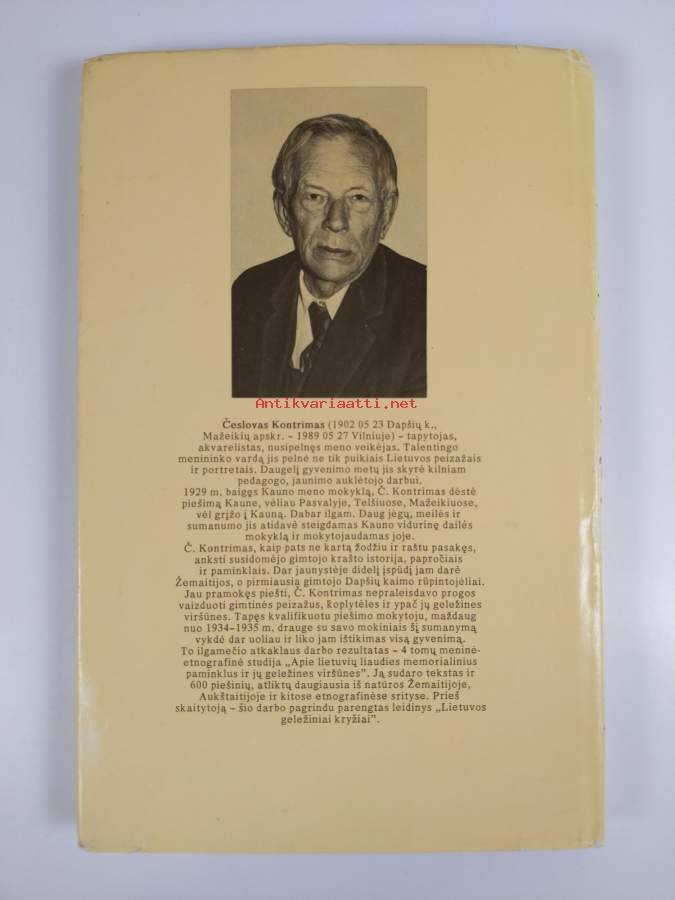 Antikvariaatti.net
Česlovas Kontrimas (1902 05 23 Dapšių k.,
Mažeikių apskr. – 1989 05 27 Vilniuje) – tapytojas,
akvarelistas, nusipelnęs meno veikėjas. Talentingo
menininko vardą jis pelnė ne tik puikiais Lietuvos peizažais
ir portretais. Daugelį gyvenimo metų jis skyrė kilniam
pedagogo, jaunimo auklėtojo darbui.
1929 m. baigęs Kauno meno mokyklą, Č. Kontrimas dėstė
piešimą Kaune, vėliau Pasvalyje, Telšiuose, Mažeikiuose,
vėl grįžo į Kauną. Dabar ilgam. Daug jėgų, meilės ir
sumanumo jis atidavė steigdamas Kauno vidurinę dailės
mokyklą ir mokytojaudamas joje.
Č. Kontrimas, kaip pats ne kartą žodžiu ir raštu pasakęs,
anksti susidomėjo gimtojo krašto istorija, papročiais
ir paminklais. Dar jaunystėje didelį įspūdį jam darė
Žemaitijos, o pirmiausia gimtojo Dapšių kaimo rūpintojėliai.
Jau pramokęs piešti, Č. Kontrimas nepraleisdavo progos
vaizduoti gimtinės peizažus, koplytėles ir ypač jų geležines
viršūnes. Tapęs kvalifikuotu piešimo mokytoju, maždaug
nuo 1934–1935 m. drauge su savo mokiniais šį sumanymą
vykdė dar uoliau ir liko jam ištikimas visą gyvenimą.
To ilgamečio atkaklaus darbo rezultatas – 4 tomų meninė-
etnografinė studija „Apie lietuvių liaudies memorialinius
paminklus ir jų geležines viršūnes". Ją sudaro tekstas ir
600 piešinių, atliktų daugiausia iš natūros Žemaitijoje,
Aukštaitijoje ir kitose etnografinėse srityse. Prieš
skaitytoją – šio darbo pagrindu parengtas leidinys „Lietuvos
geležiniai kryžiai".